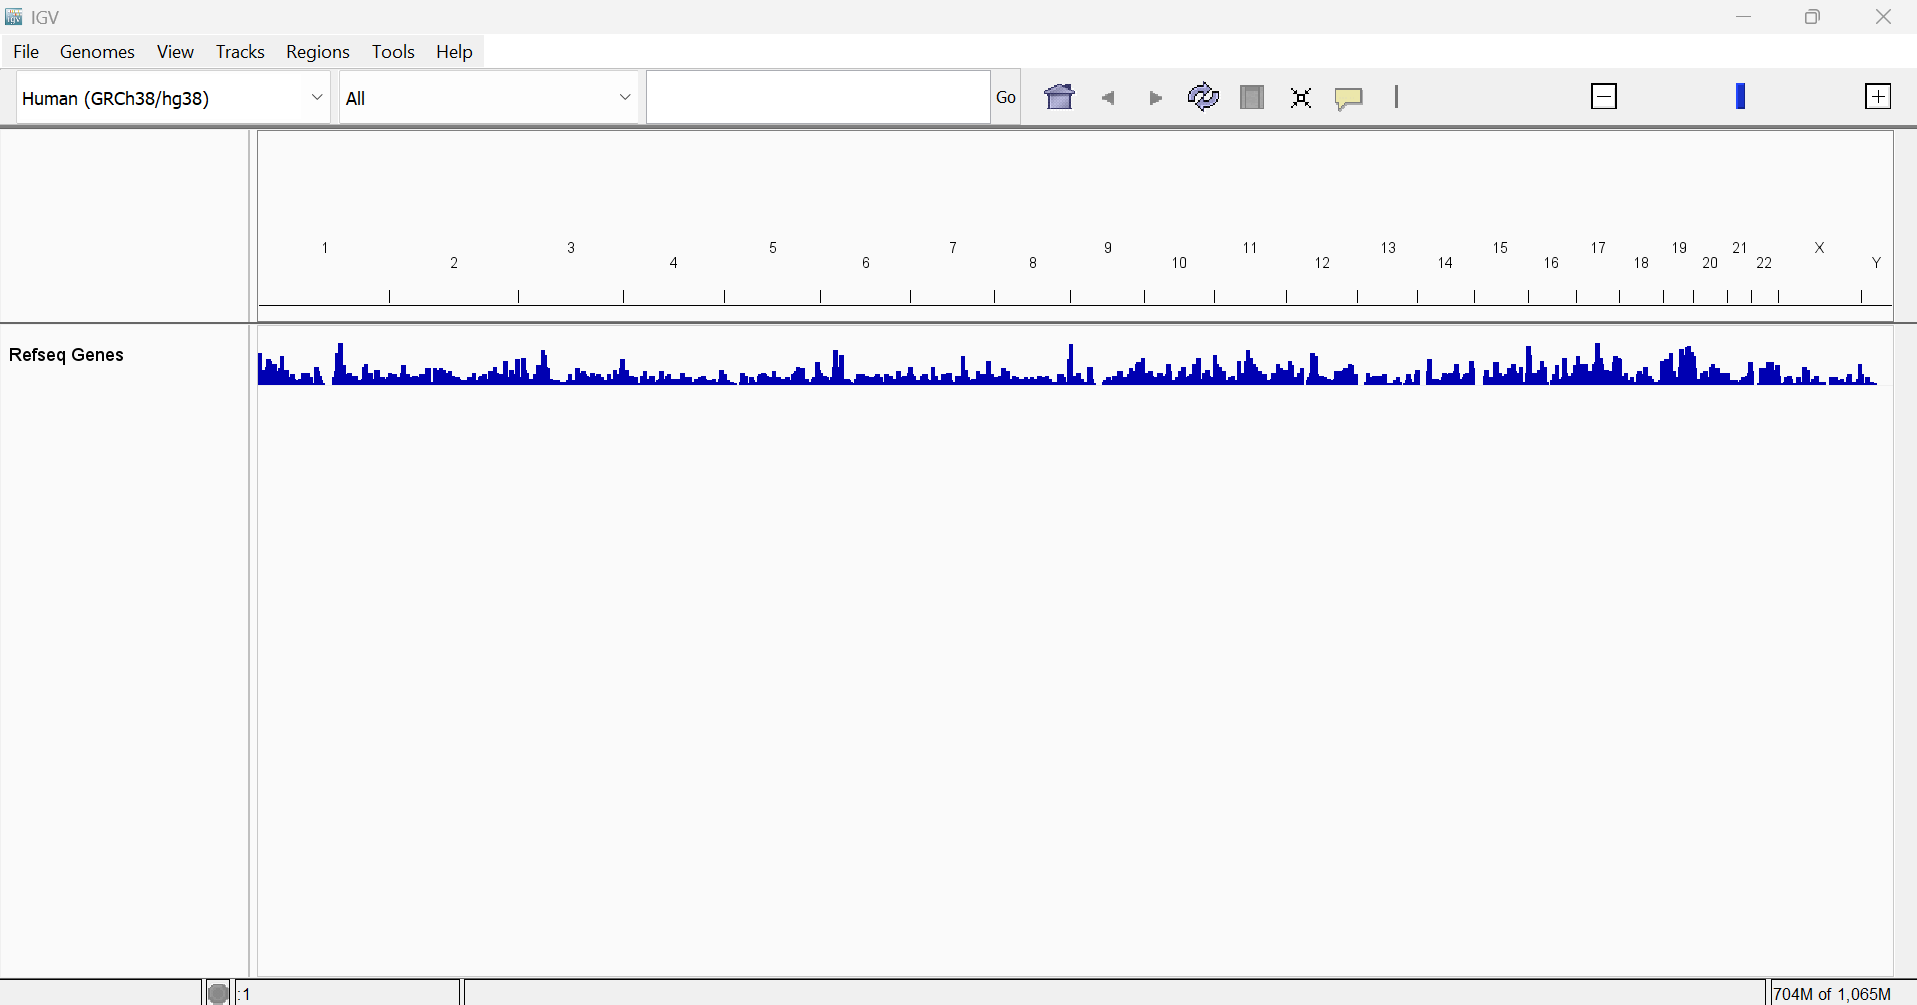 IGV
File Genomes View Tracks Regions Tools Help
Human (GRCh38/hg38) All Go
1 3 5 7 9 11 13 15 17 19 21 X
2 4 6 8 10 12 14 16 18 20 22 Y
Refseq Genes
:1 704M of 1,065M